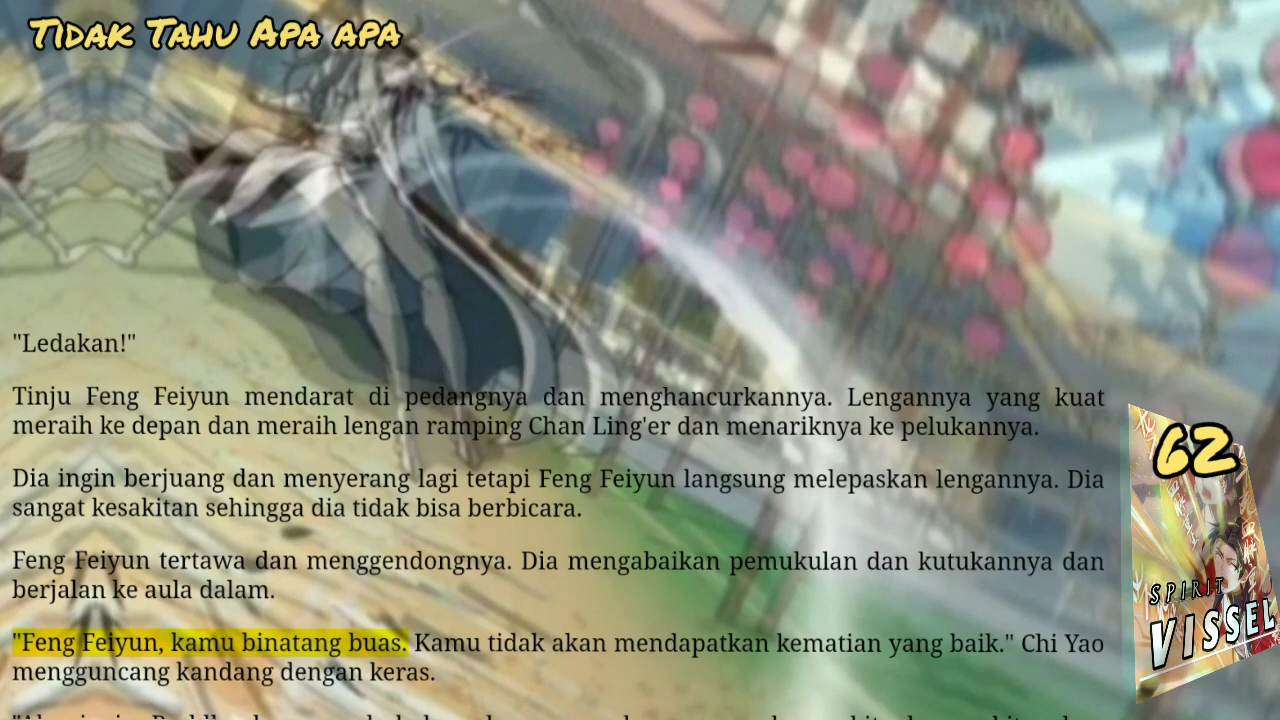 Tidak Tahu Apa apa
"Ledakan!"
Tinju Feng Feiyun mendarat di pedangnya dan menghancurkannya. Lengannya yang kuat
meraih ke depan dan meraih lengan ramping Chan Ling'er dan menariknya ke pelukannya.
Dia ingin berjuang dan menyerang lagi tetapi Feng Feiyun langsung melepaskan lengannya. Dia
sangat kesakitan sehingga dia tidak bisa berbicara.
Feng Feiyun tertawa dan menggendongnya. Dia mengabaikan pemukulan dan kutukannya dan
berjalan ke aula dalam.
"Feng Feiyun, kamu binatang buas. Kamu tidak akan mendapatkan kematian yang baik." Chi Yao
mengguncang kandang dengan keras.
62
SPIRIT
VISSEL